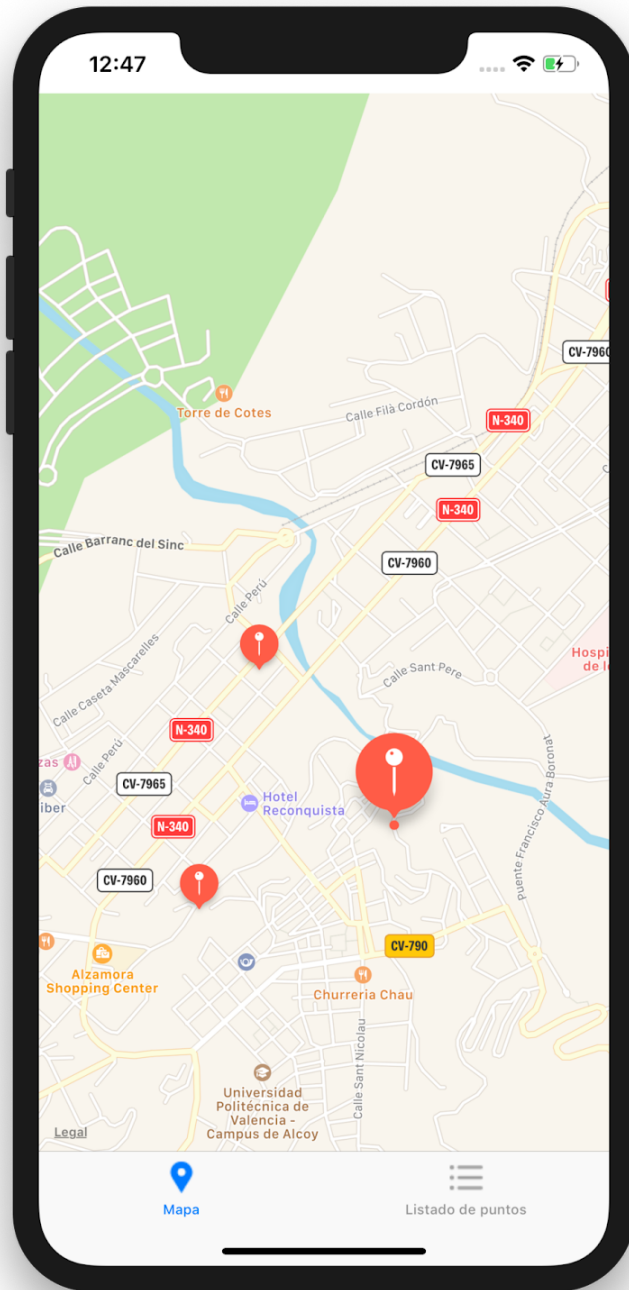 12:47
CV-7960
Torre de Cotes
Calle Filà Cordón
N-340
CV-7965
N-340
Calle Barranc del Sinc
CV-7960
Calle Perú
Hospi
de l
Calle Sant Pere
Calle Caseta Mascarelles
N-340
Puente Francisco Aura Boronat
zas
Calle Perú
CV-7965
iber
Hotel
Reconquista
N-340
CV-7960
CV-790
Alzamora
Shopping Center
Churreria Chau
Calle Sant Nicolau
Universidad
Politécnica de
Valencia -
Campus de Alcoy
Legal
Mapa
Listado de puntos